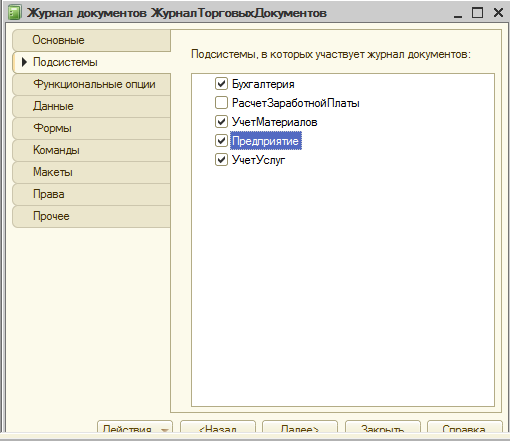 Журнал документов ЖурналТорговыхДокументов
Основные
Подсистемы
Функциональные опции
Данные
Формы
Команды
Макеты
Права
Прочее
Подсистемы, в которых участвует журнал документов:
Бухгалтерия
РасчетЗаработнойПлаты
УчетМатериалов
Предприятие
УчетУслуг
Действия
<Назад
Далее>
Закрыть
Справка